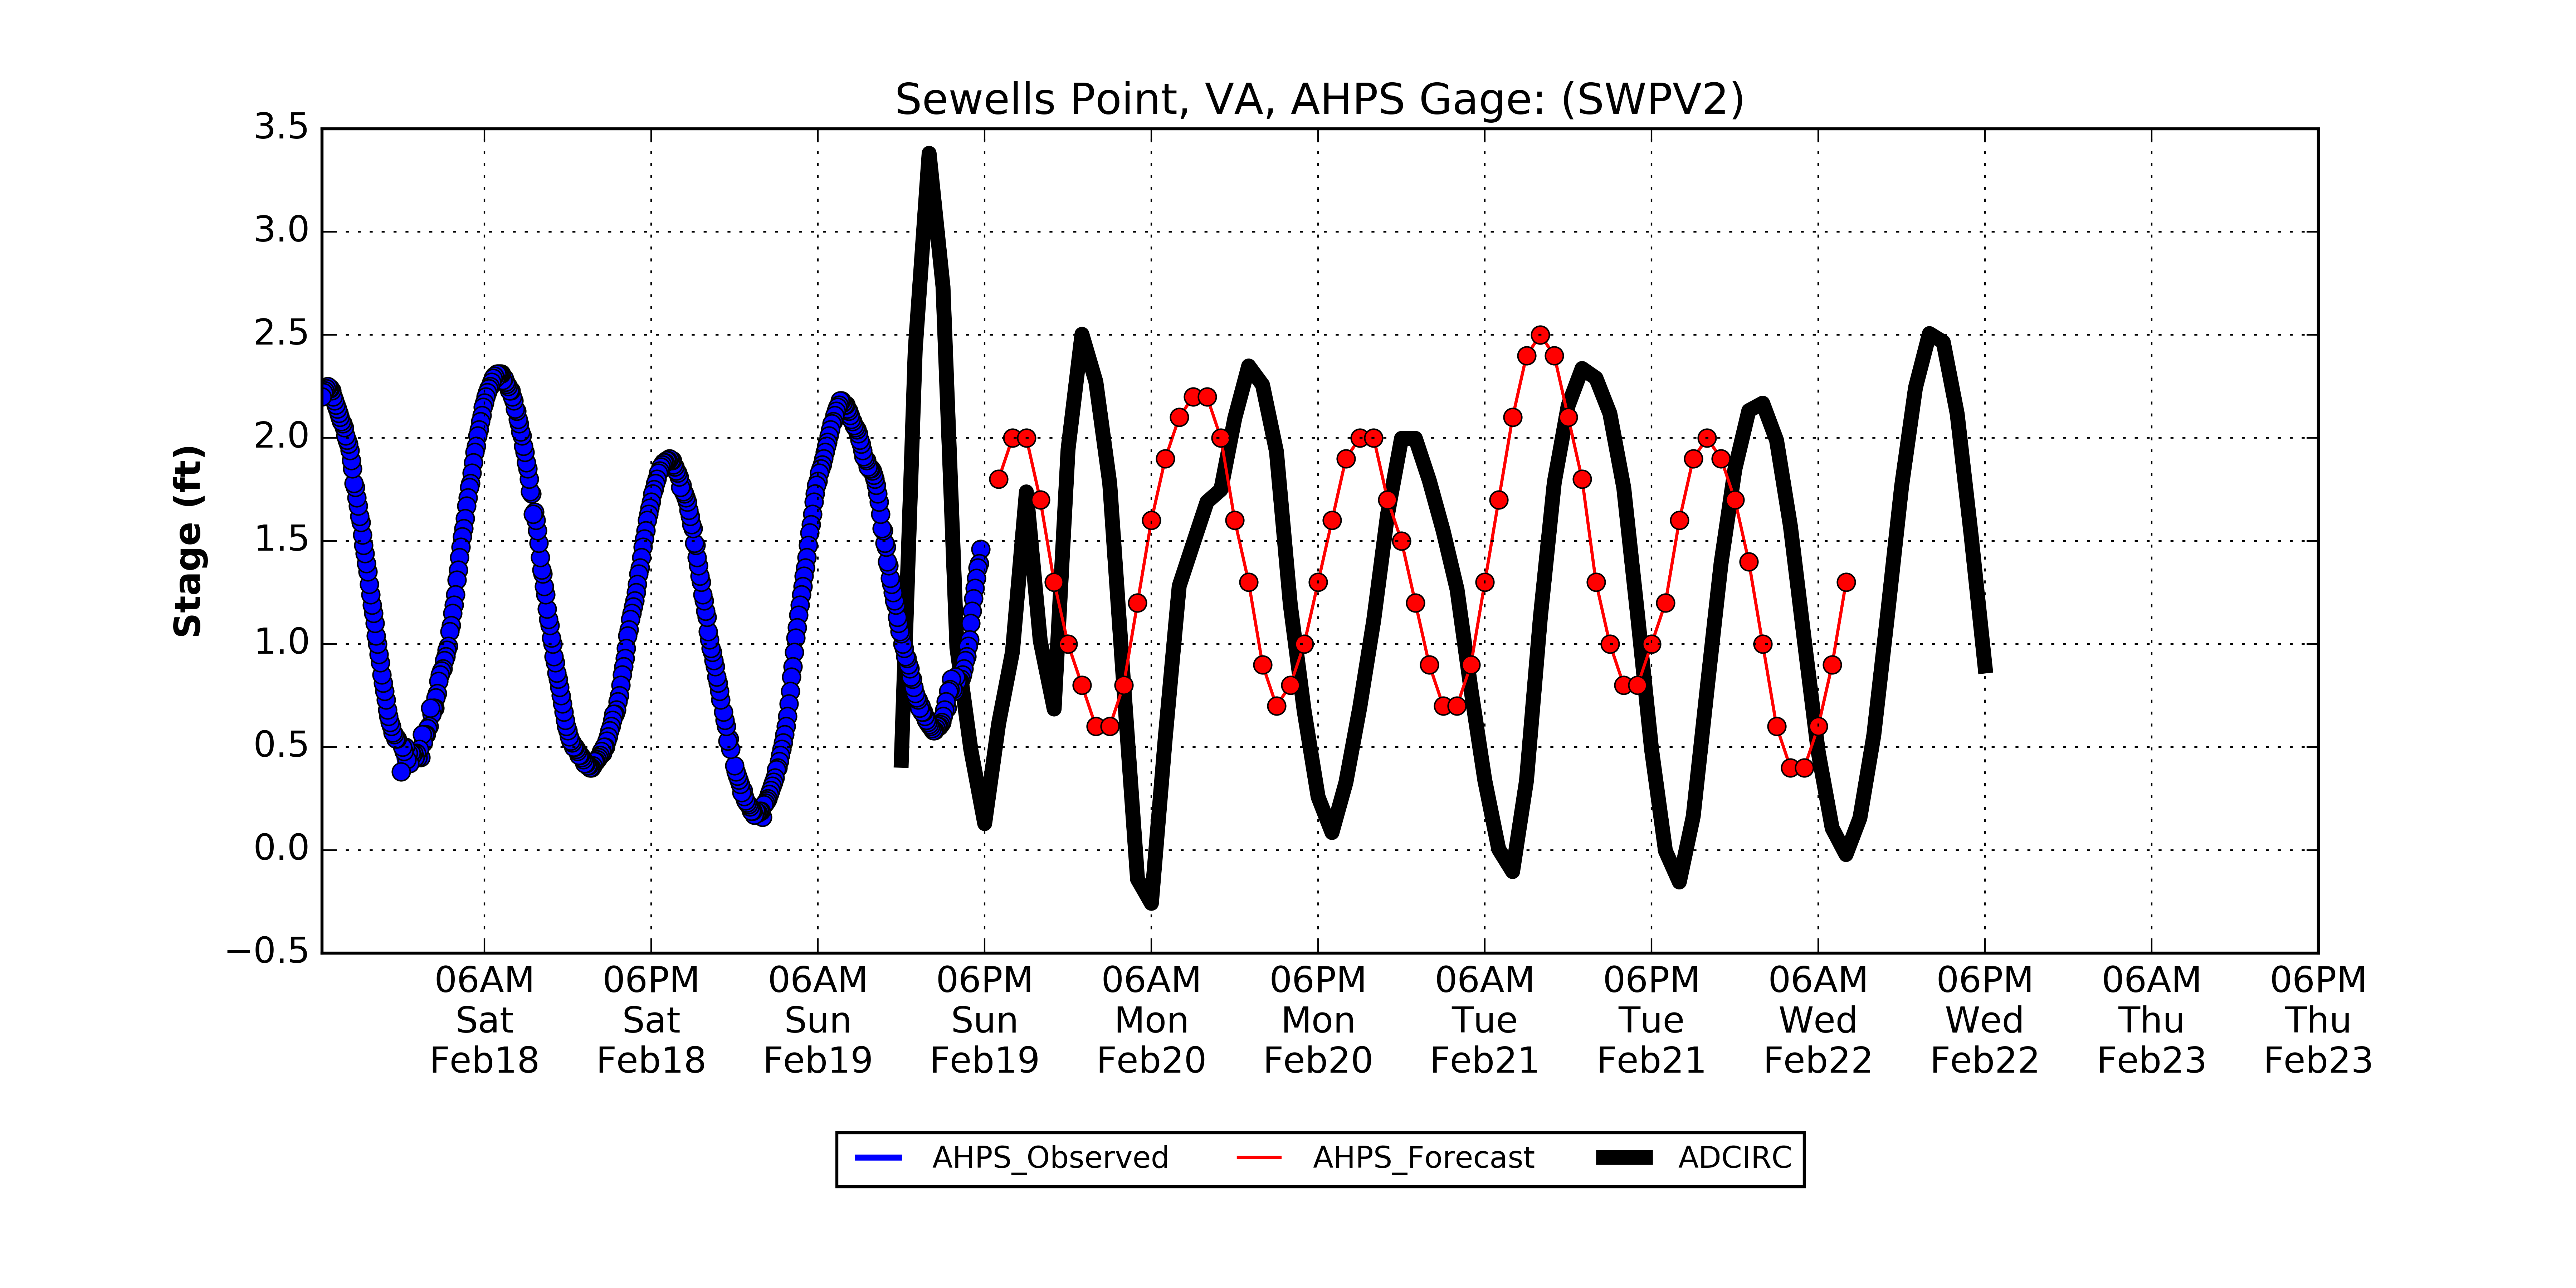 Sewells Point, VA, AHPS Gage: (SWPV2)
3.5
3.0
2.5
2.0
1.5
1.0
0.5
0.0
−0.5
Stage (ft)
06AM 06PM 06AM 06PM 06AM 06PM 06AM 06PM 06AM 06PM 06AM 06PM
Sat Sat Sun Sun Mon Mon Tue Tue Wed Wed Thu Thu
Feb18 Feb18 Feb19 Feb19 Feb20 Feb20 Feb21 Feb21 Feb22 Feb22 Feb23 Feb23
AHPS_Observed AHPS_Forecast ADCIRC